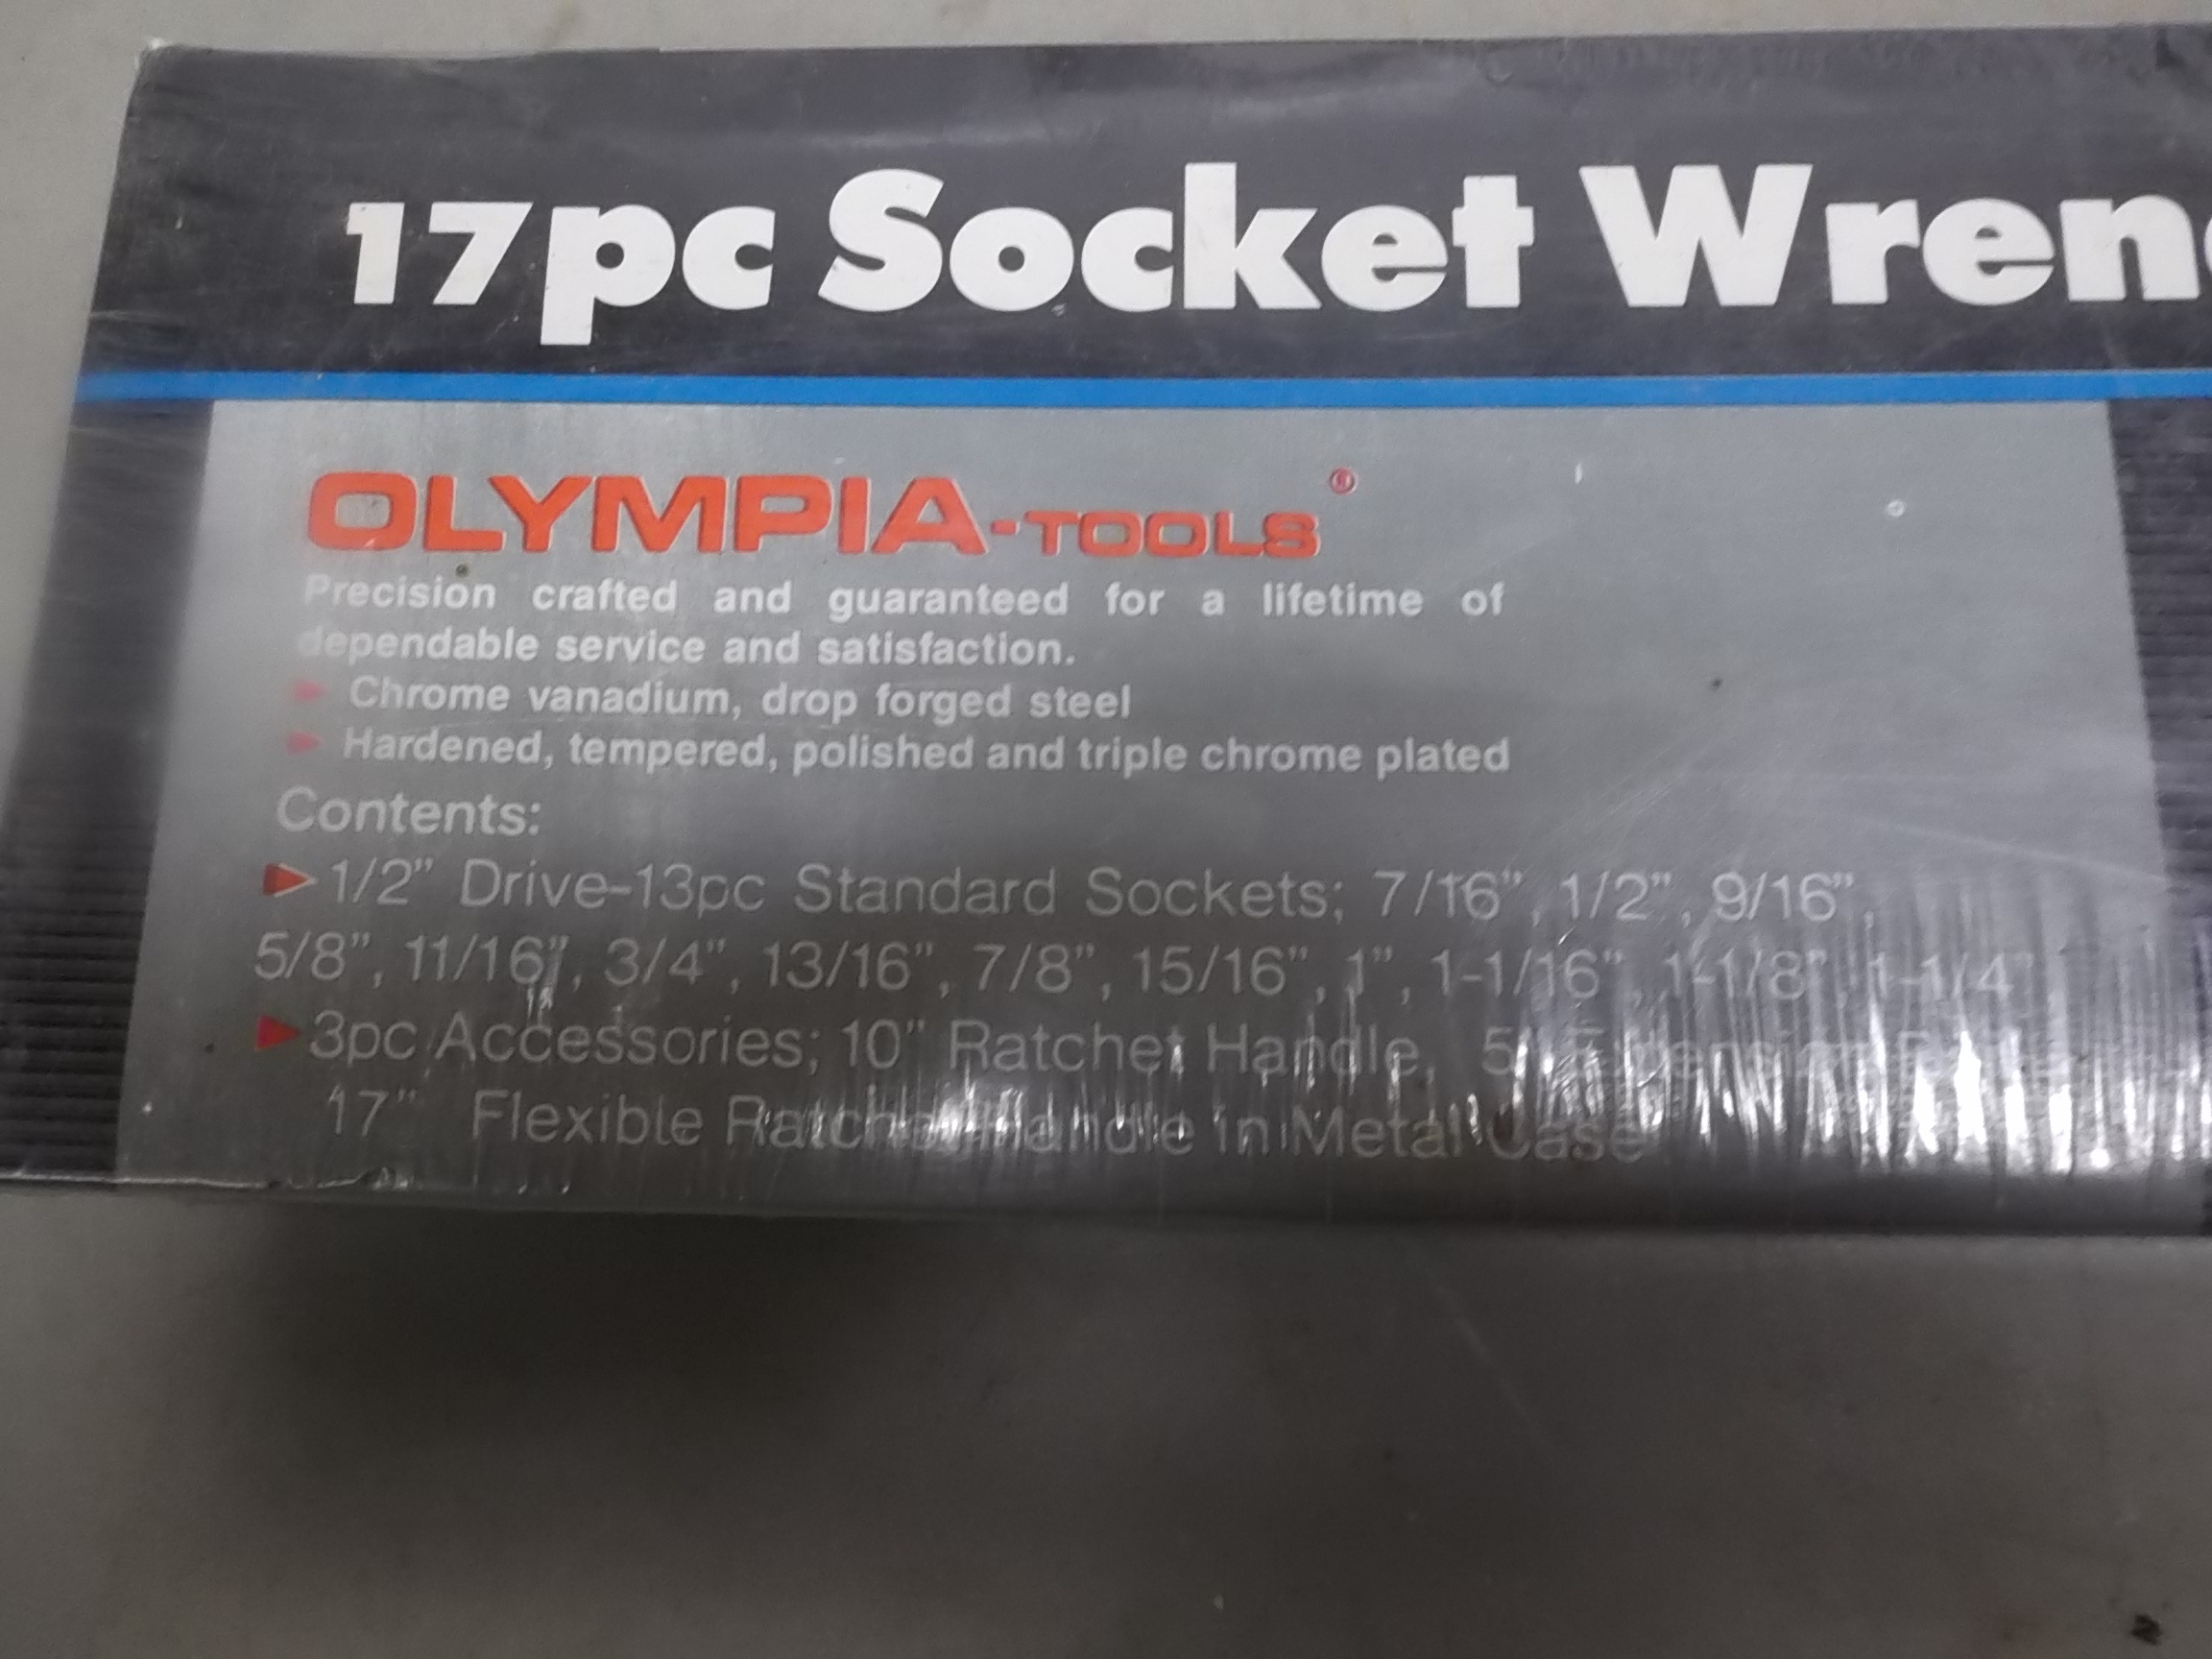 17pc Socket Wren
OLYMPIA-TOOLS®
Precision crafted and guaranteed for a lifetime of
dependable service and satisfaction.
Chrome vanadium, drop forged steel
Hardened, tempered, polished and triple chrome plated
Contents:
1/2” Drive-13pc Standard Sockets; 7/16”, 1/2”, 9/16”,
5/8”, 11/16”, 3/4”, 13/16”, 7/8”, 15/16”, 1”, 1-1/16”, 1-1/8”, 1-1/4”
3pc Accessories; 10” Ratchet Handle, 5” Extension
17” Flexible Ratchet Handle in Metal Case